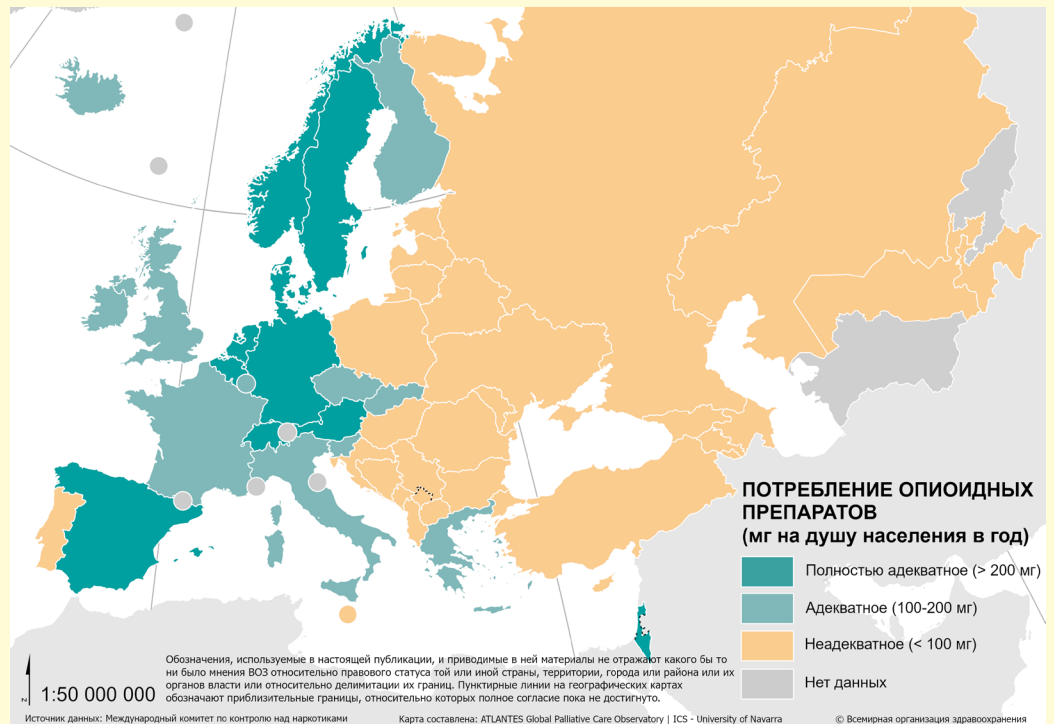 ПОТРЕБЛЕНИЕ ОПИОИДНЫХ
ПРЕПАРАТОВ
(мг на душу населения в год)
Полностью адекватное (> 200 мг)
Адекватное (100-200 мг)
Неадекватное (< 100 мг)
Нет данных
N
1:50 000 000
Обозначения, используемые в настоящей публикации, и приводимые в ней материалы не отражают какого бы то
ни было мнения ВОЗ относительно правового статуса той или иной страны, территории, города или района или их
органов власти или относительно делимитации их границ. Пунктирные линии на географических картах
обозначают приблизительные границы, относительно которых полное согласие пока не достигнуто.
Источник данных: Международный комитет по контролю над наркотиками
Карта составлена: ATLANTES Global Palliative Care Observatory | ICS - University of Navarra
© Всемирная организация здравоохранения